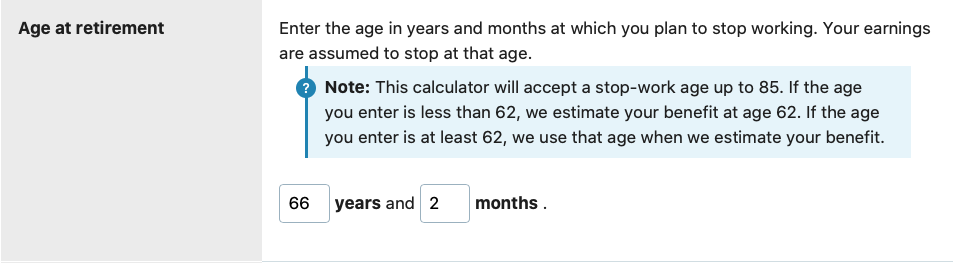 Age at retirement
Enter the age in years and months at which you plan to stop working. Your earnings
are assumed to stop at that age.
? Note: This calculator will accept a stop-work age up to 85. If the age
you enter is less than 62, we estimate your benefit at age 62. If the age
you enter is at least 62, we use that age when we estimate your benefit.
66 years and 2 months .